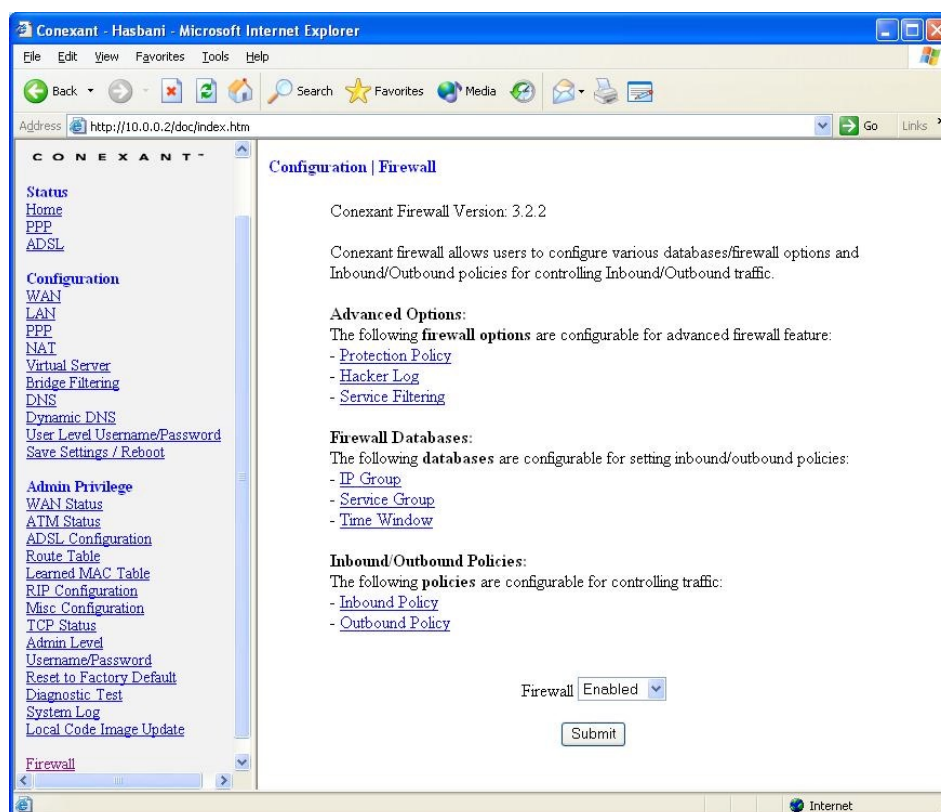 Conexant - Hasbani - Microsoft Internet Explorer
File Edit View Favorites Tools Help
Back Search Favorites Media
Address http://10.0.0.2/doc/index.htm Go Links
CONEXANT™
Status
Home
PPP
ADSL
Configuration
WAN
LAN
PPP
NAT
Virtual Server
Bridge Filtering
DNS
Dynamic DNS
User Level Username/Password
Save Settings / Reboot
Admin Privilege
WAN Status
ATM Status
ADSL Configuration
Route Table
Learned MAC Table
RIP Configuration
Misc Configuration
TCP Status
Admin Level
Username/Password
Reset to Factory Default
Diagnostic Test
System Log
Local Code Image Update
Firewall
Configuration | Firewall
Conexant Firewall Version: 3.2.2
Conexant firewall allows users to configure various databases/firewall options and
Inbound/Outbound policies for controlling Inbound/Outbound traffic.
Advanced Options:
The following firewall options are configurable for advanced firewall feature:
- Protection Policy
- Hacker Log
- Service Filtering
Firewall Databases:
The following databases are configurable for setting inbound/outbound policies:
- IP Group
- Service Group
- Time Window
Inbound/Outbound Policies:
The following policies are configurable for controlling traffic:
- Inbound Policy
- Outbound Policy
Firewall Enabled
Submit
Internet